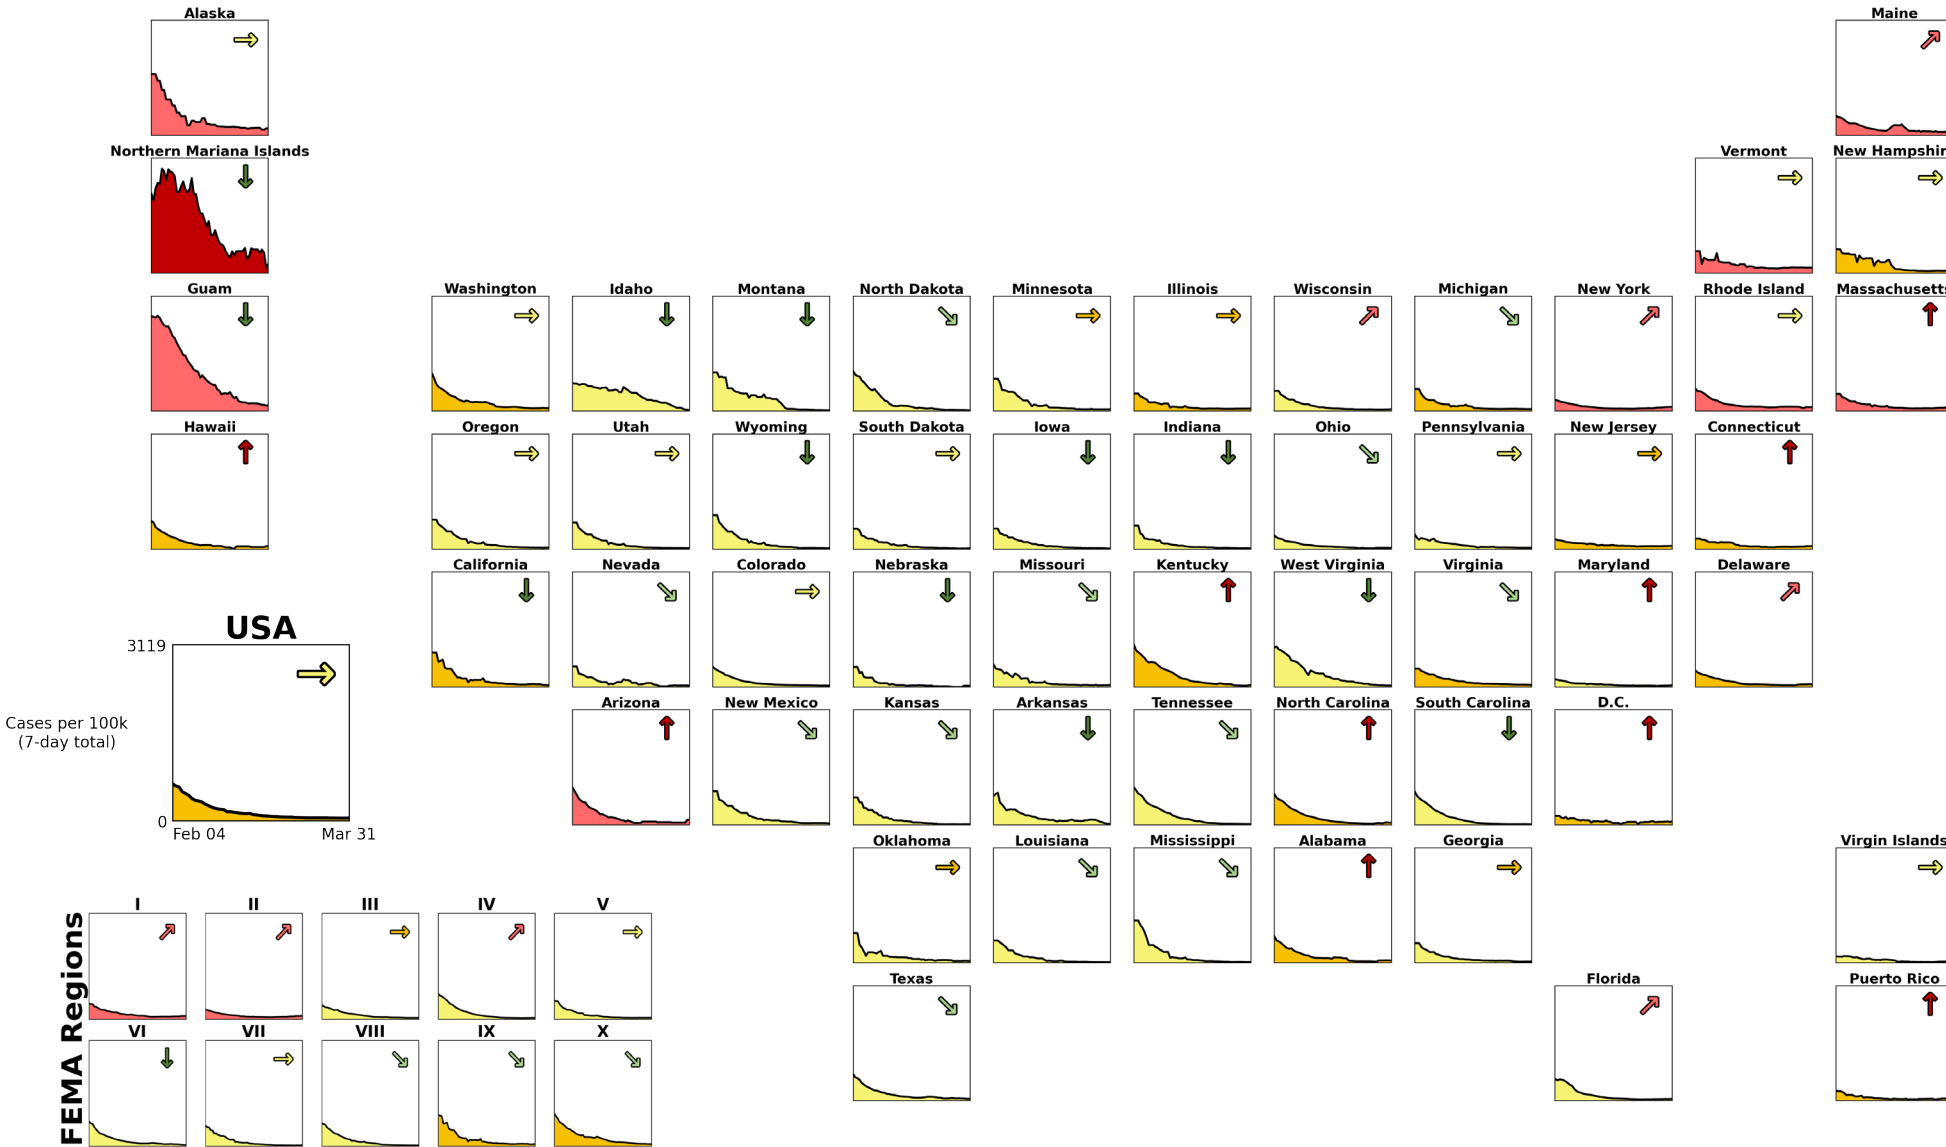 Alaska
Maine
Northern Mariana Islands
Vermont
New Hampshir
Guam
Washington
Idaho
Montana
North Dakota
Minnesota
Illinois
Wisconsin
Michigan
New York
Rhode Island
Massachusetts
Hawaii
Oregon
Utah
Wyoming
South Dakota
Iowa
Indiana
Ohio
Pennsylvania
New Jersey
Connecticut
California
Nevada
Colorado
Nebraska
Missouri
Kentucky
West Virginia
Virginia
Maryland
Delaware
USA
3119
Cases per 100k
(7-day total)
0
Feb 04
Mar 31
Arizona
New Mexico
Kansas
Arkansas
Tennessee
North Carolina
South Carolina
D.C.
Oklahoma
Louisiana
Mississippi
Alabama
Georgia
Virgin Islands
Texas
Florida
Puerto Rico
FEMA Regions
I
II
III
IV
V
VI
VII
VIII
IX
X